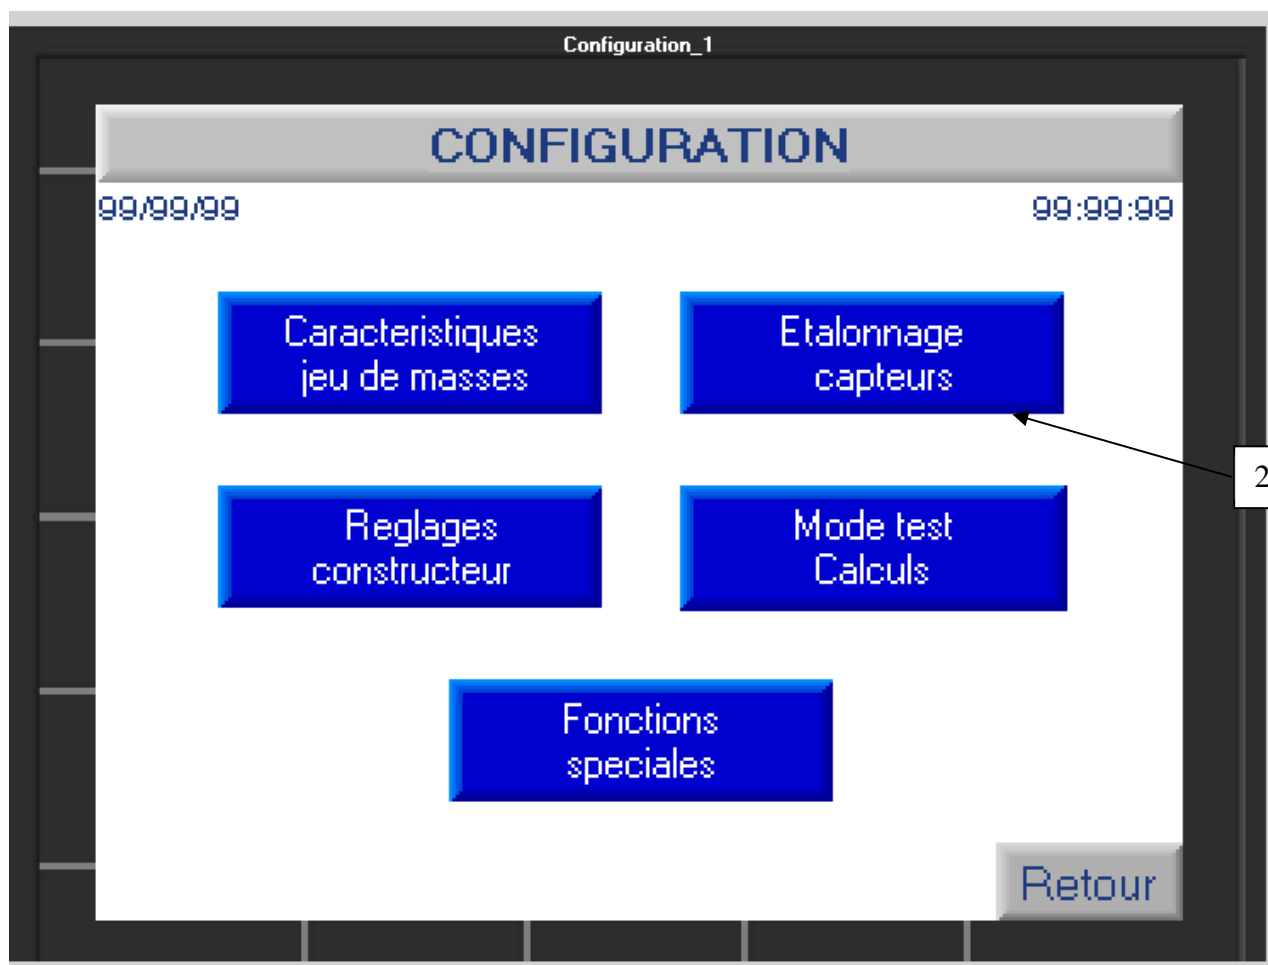 Configuration_1
CONFIGURATION
99/99/99 99:99:99
Caracteristiques
jeu de masses
Etalonnage
capteurs
2
Reglages
constructeur
Mode test
Calculs
Fonctions
speciales
Retour